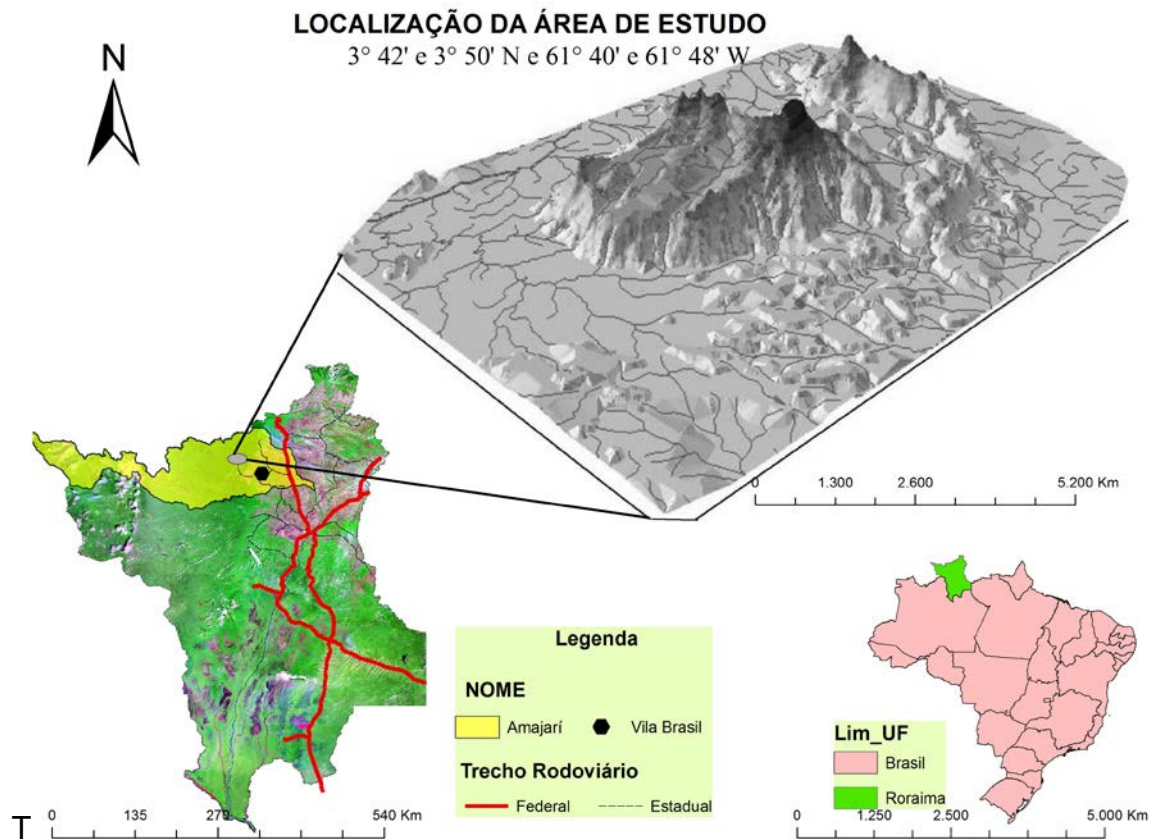 LOCALIZAÇÃO DA ÁREA DE ESTUDO
3° 42' e 3° 50' N e 61° 40' e 61° 48' W
N
0 1.300 2.600 5.200 Km
Legenda
NOME
Amajarí Vila Brasil
Trecho Rodoviário
Federal Estadual
Lim_UF
Brasil
Roraima
T 0 135 270 540 Km
0 1.250 2.500 5.000 Km